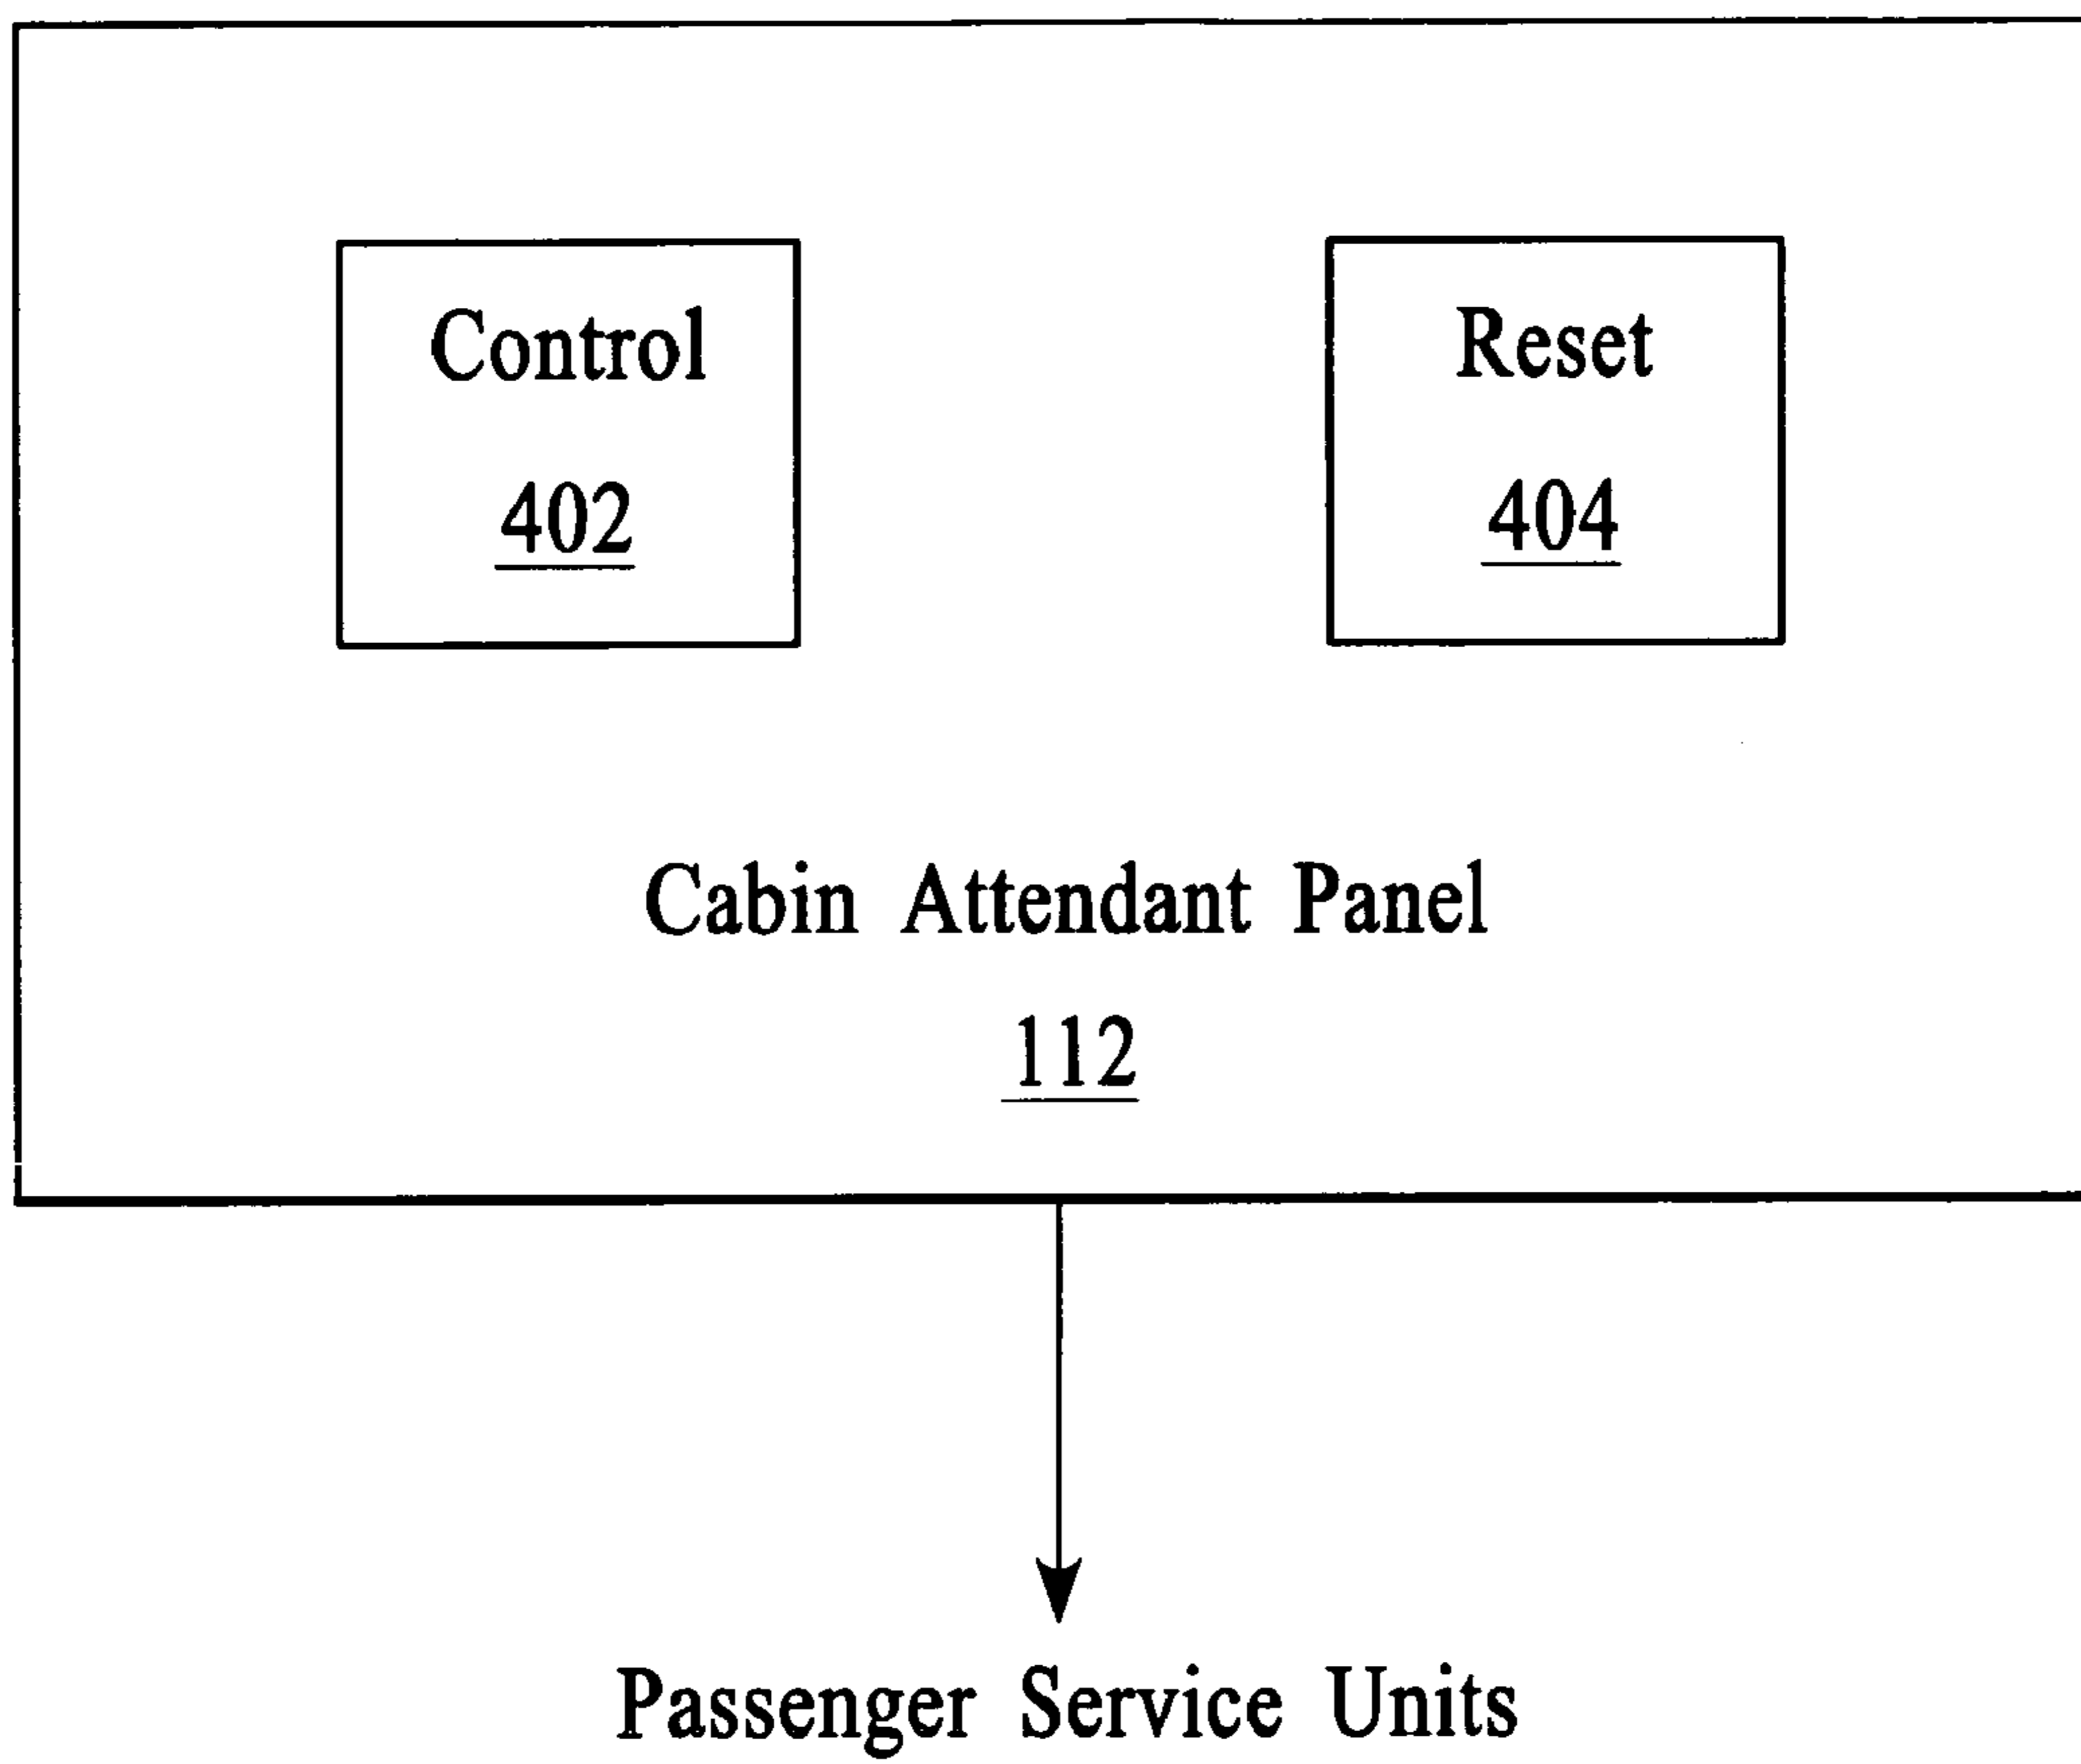 Control
402
Reset
404
Cabin Attendant Panel
112
Passenger Service Units